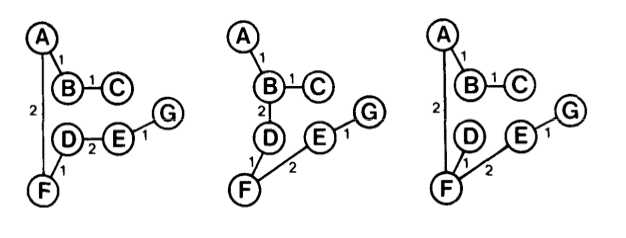 A A A
1 1 1
B 1 C B 1 C B 1 C
2 2 2
G G G
D 2 E 1 D E 1 D E 1
1 1 2 1 2
F F F